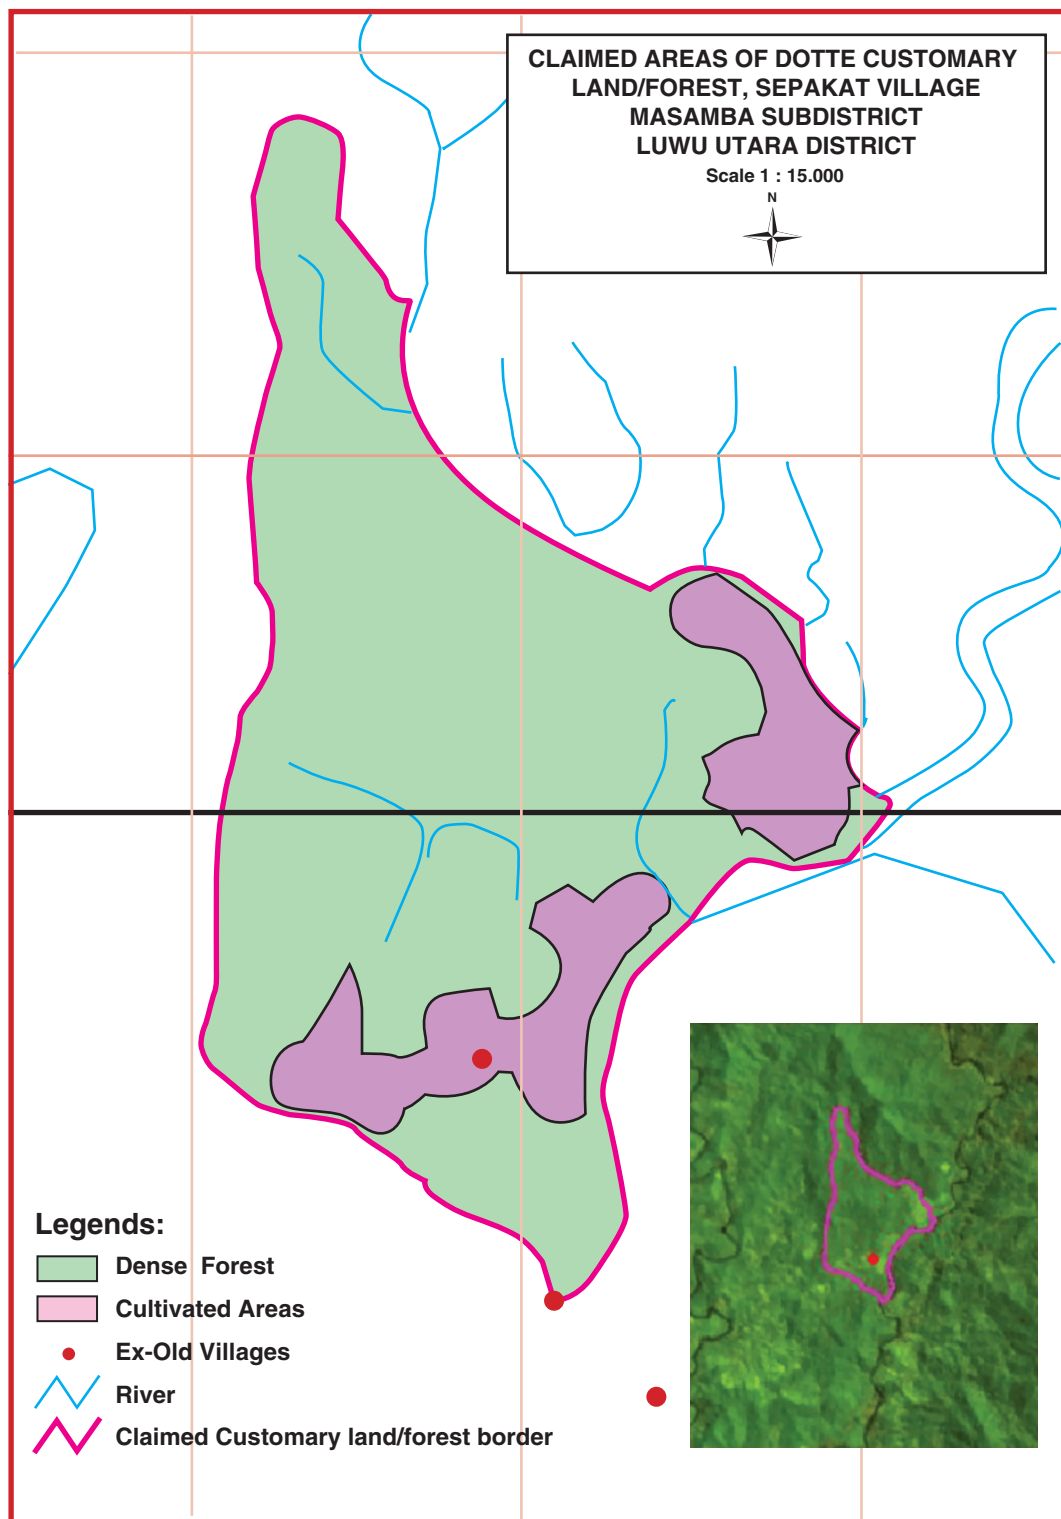 CLAIMED AREAS OF DOTTE CUSTOMARY
LAND/FOREST, SEPAKAT VILLAGE
MASAMBA SUBDISTRICT
LUWU UTARA DISTRICT
Scale 1 : 15.000
N
Legends:
Dense Forest
Cultivated Areas
Ex-Old Villages
River
Claimed Customary land/forest border